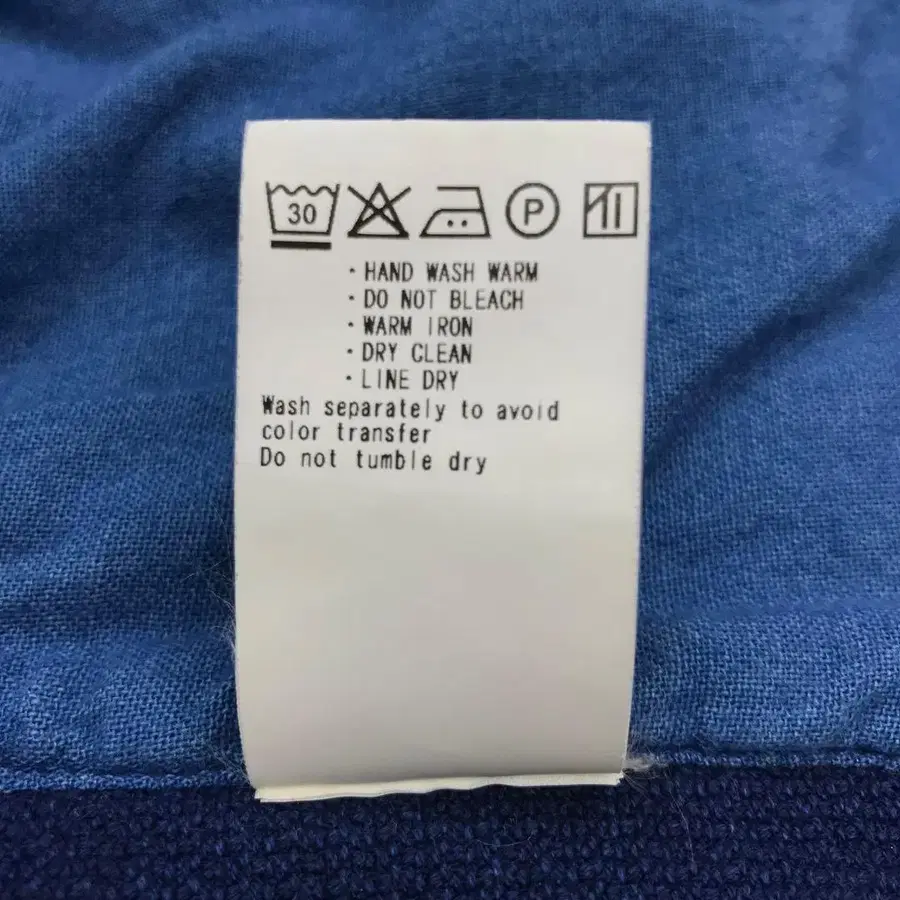 30 P
· HAND WASH WARM
· DO NOT BLEACH
· WARM IRON
· DRY CLEAN
· LINE DRY
Wash separately to avoid
color transfer
Do not tumble dry